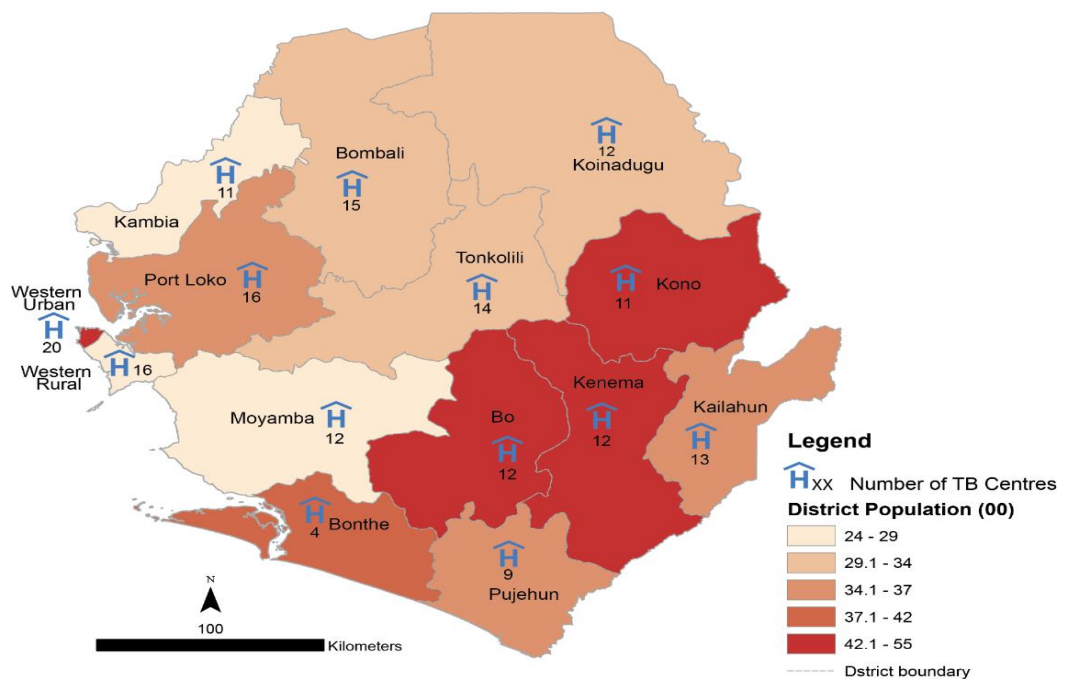 H
12
Koinadugu
Bombali
H
15
H
11
Kambia
Tonkolili
H
14
Port Loko
H
16
H
11
Kono
Western
Urban
H
20
H
16
Western
Rural
Moyamba
H
12
Bo
H
12
Kenema
H
12
Kailahun
H
13
H
4
Bonthe
H
9
Pujehun
N
100
Kilometers
Legend
H xx Number of TB Centres
District Population (00)
24 - 29
29.1 - 34
34.1 - 37
37.1 - 42
42.1 - 55
Dstrict boundary